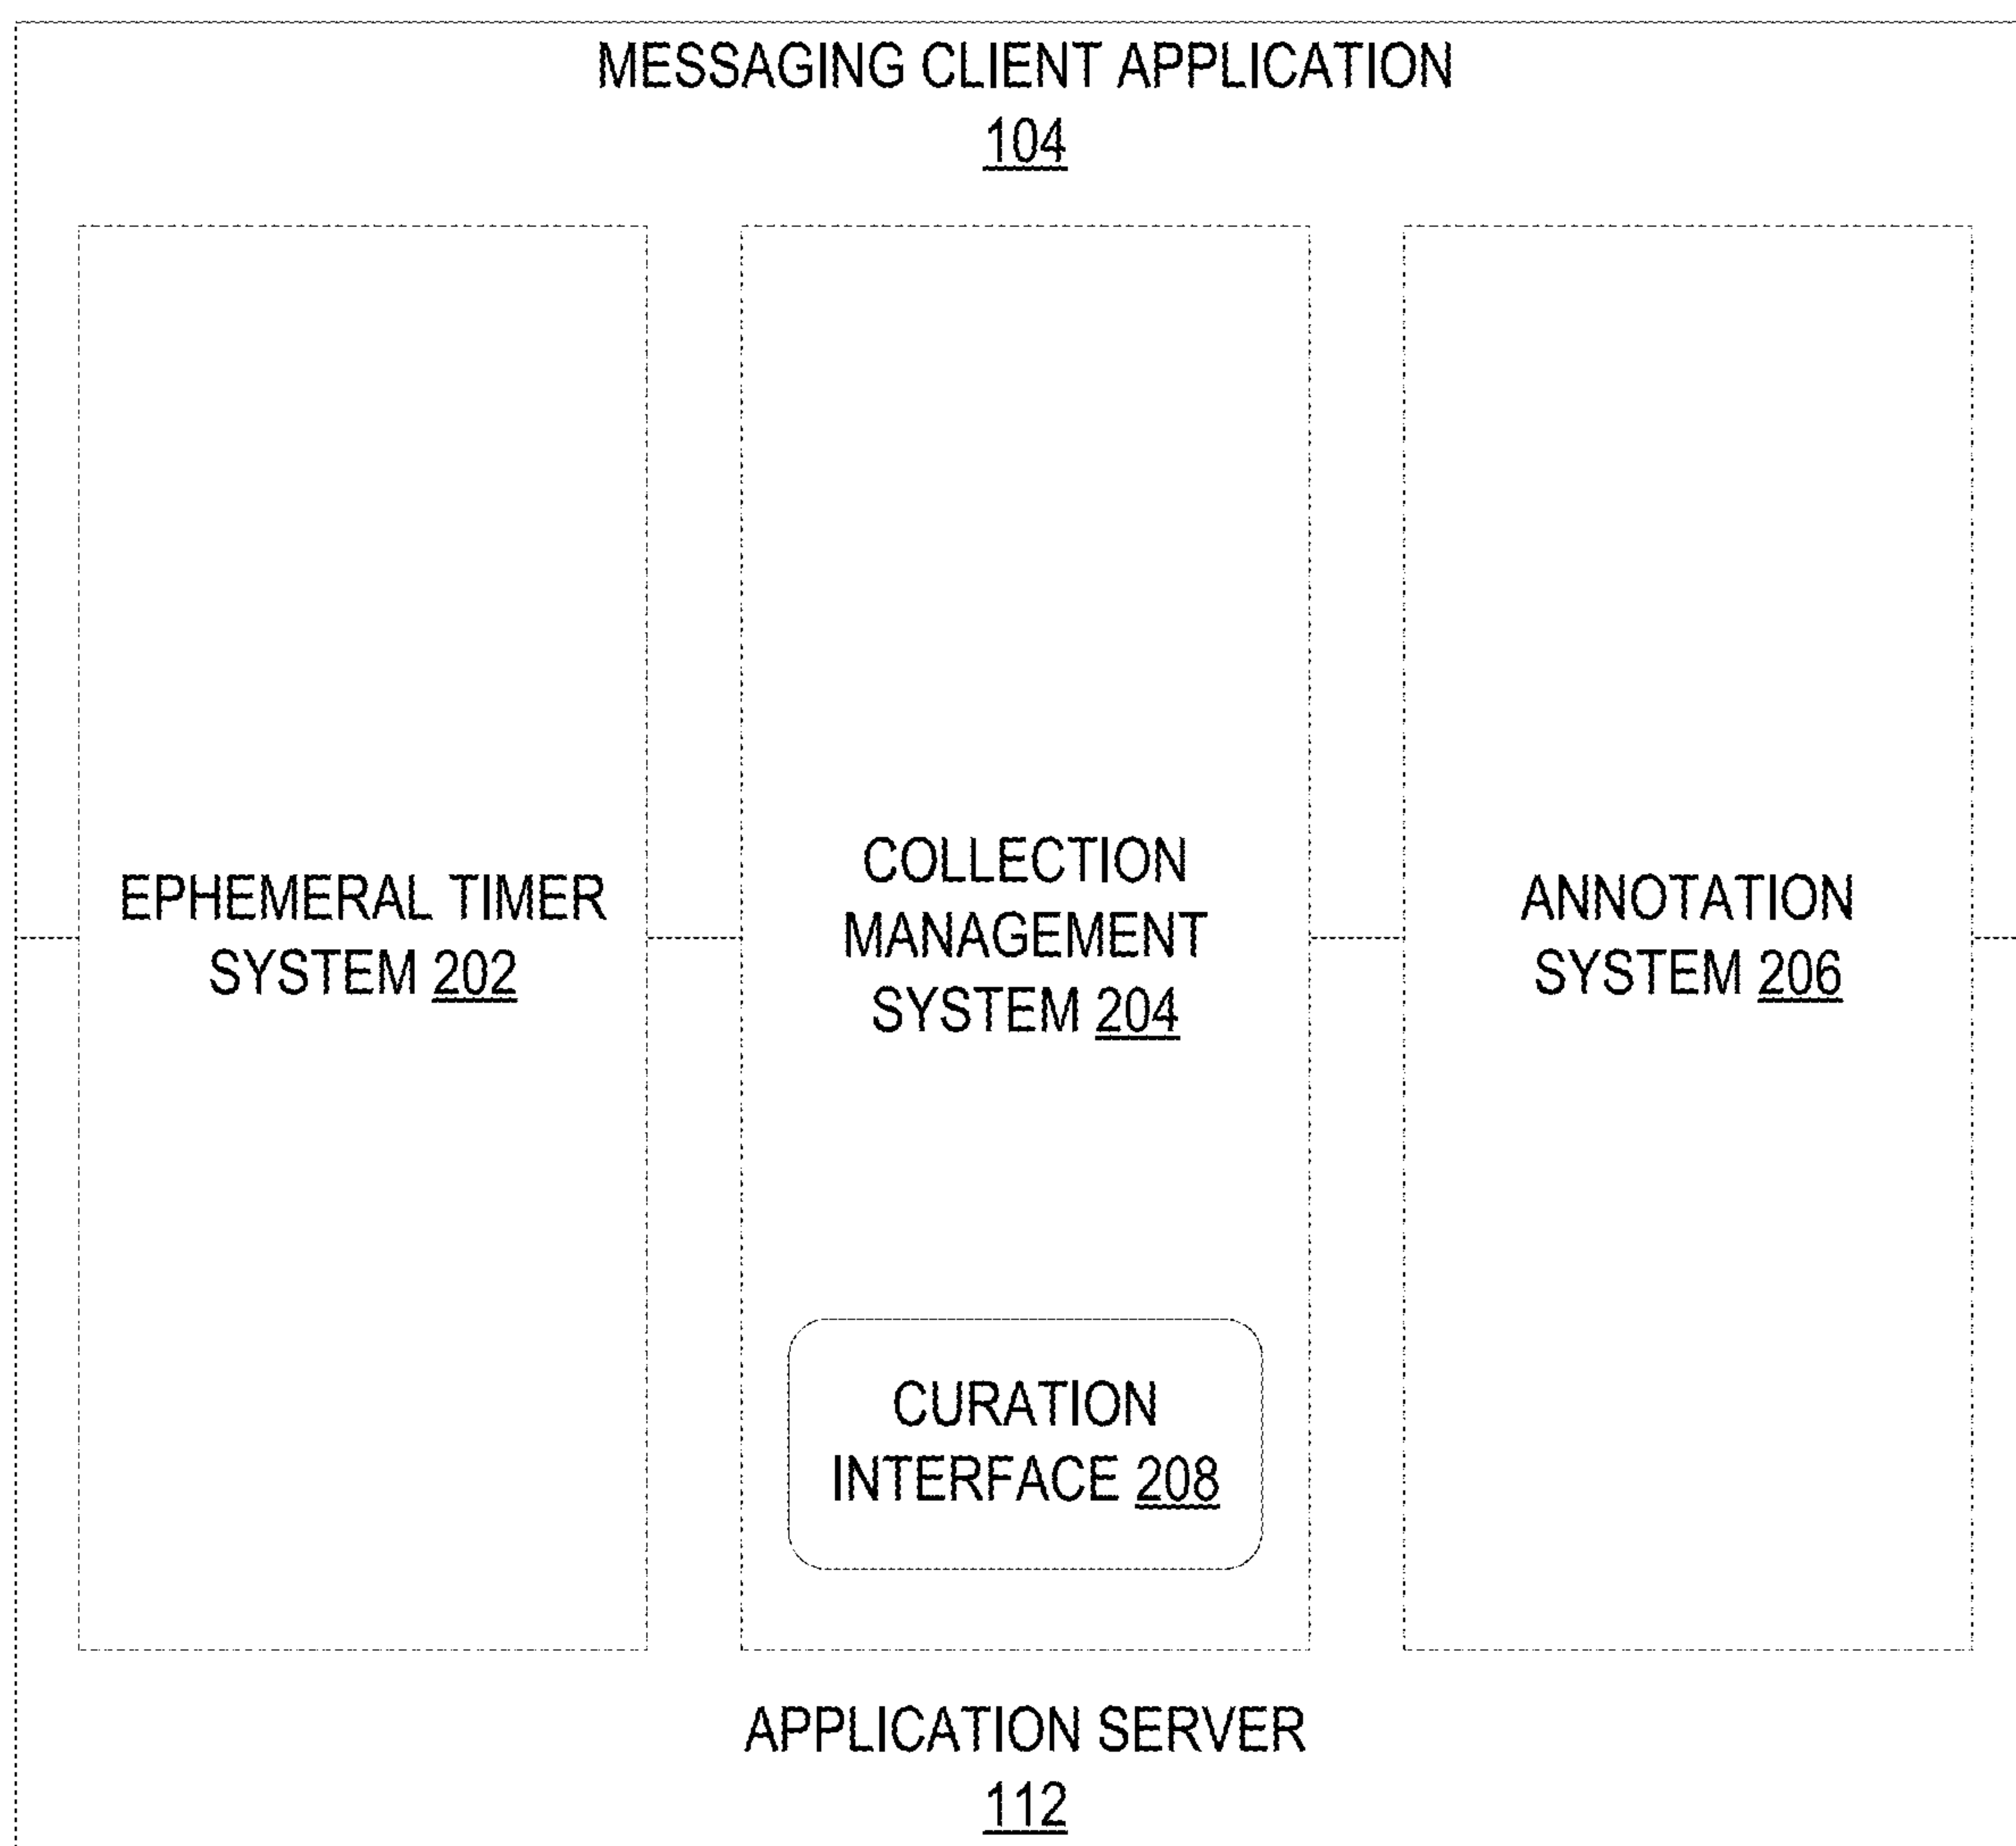 MESSAGING CLIENT APPLICATION
104
EPHEMERAL TIMER
SYSTEM 202
COLLECTION
MANAGEMENT
SYSTEM 204
CURATION
INTERFACE 208
ANNOTATION
SYSTEM 206
APPLICATION SERVER
112